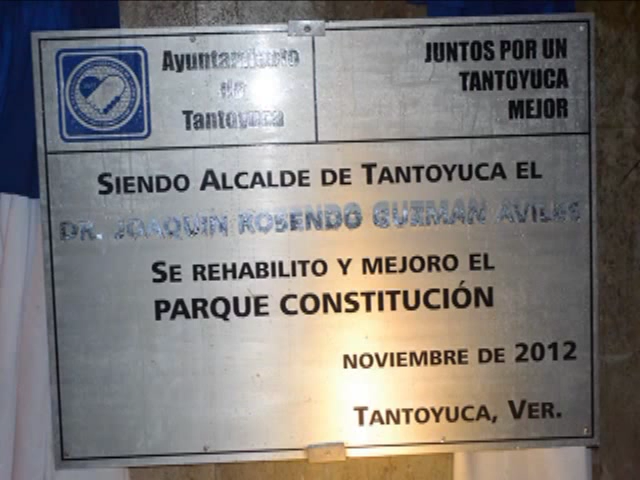 Ayuntamiento
de
Tantoyuca
JUNTOS POR UN
TANTOYUCA
MEJOR
SIENDO ALCALDE DE TANTOYUCA EL
DR. JOAQUIN ROSENDO GUZMAN AVILES
SE REHABILITO Y MEJORO EL
PARQUE CONSTITUCIÓN
NOVIEMBRE DE 2012
TANTOYUCA, VER.